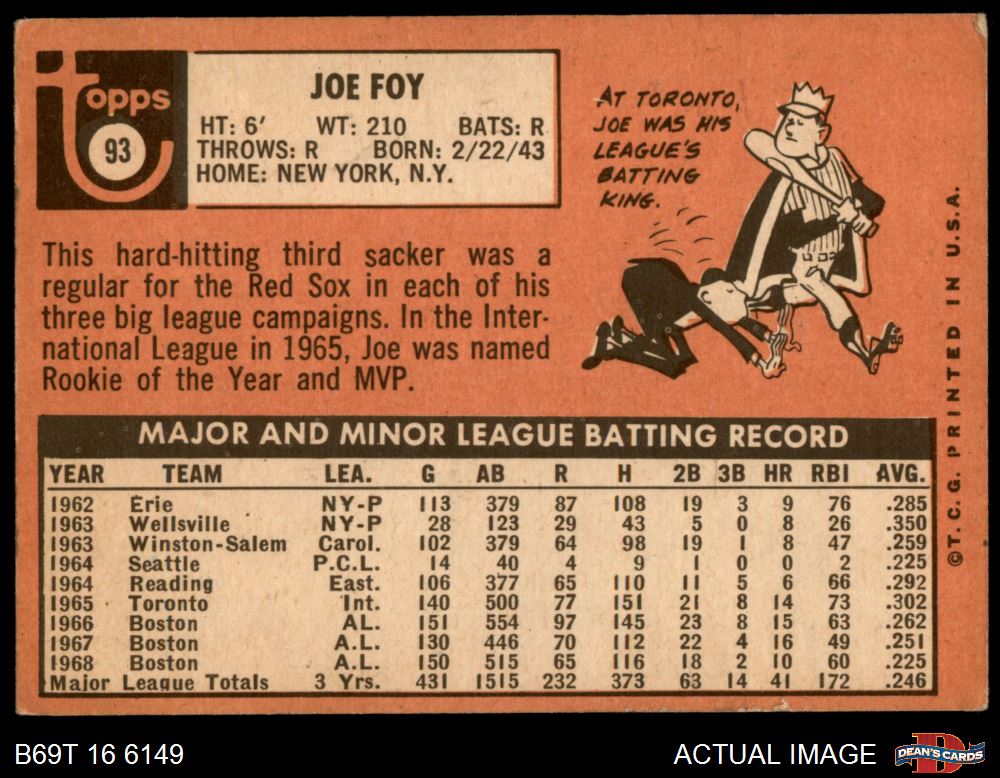 topps
93
JOE FOY
HT: 6' WT: 210 BATS: R
THROWS: R BORN: 2/22/43
HOME: NEW YORK, N.Y.
AT TORONTO,
JOE WAS HIS
LEAGUE'S
BATTING
KING.
This hard-hitting third sacker was a
regular for the Red Sox in each of his
three big league campaigns. In the Inter-
national League in 1965, Joe was named
Rookie of the Year and MVP.
MAJOR AND MINOR LEAGUE BATTING RECORD
YEAR TEAM LEA. G AB R H 2B 3B HR RBI AVG.
1962 Erie NY-P 113 379 87 108 19 3 9 76 .285
1963 Wellsville NY-P 28 123 29 43 5 0 8 26 .350
1963 Winston-Salem Carol. 102 379 64 98 19 1 8 47 .259
1964 Seattle P.C.L. 14 40 4 9 1 0 0 2 .225
1964 Reading East. 106 377 65 110 11 5 6 66 .292
1965 Toronto Int. 140 500 77 151 21 8 14 73 .302
1966 Boston AL. 151 554 97 145 23 8 15 63 .262
1967 Boston A.L. 130 446 70 112 22 4 16 49 .251
1968 Boston A.L. 150 515 65 116 18 2 10 60 .225
Major League Totals 3 Yrs. 431 1515 232 373 63 14 41 172 .246
©T. C. G. PRINTED IN U.S.A.
B69T 16 6149
ACTUAL IMAGE
DEAN'S CARDS